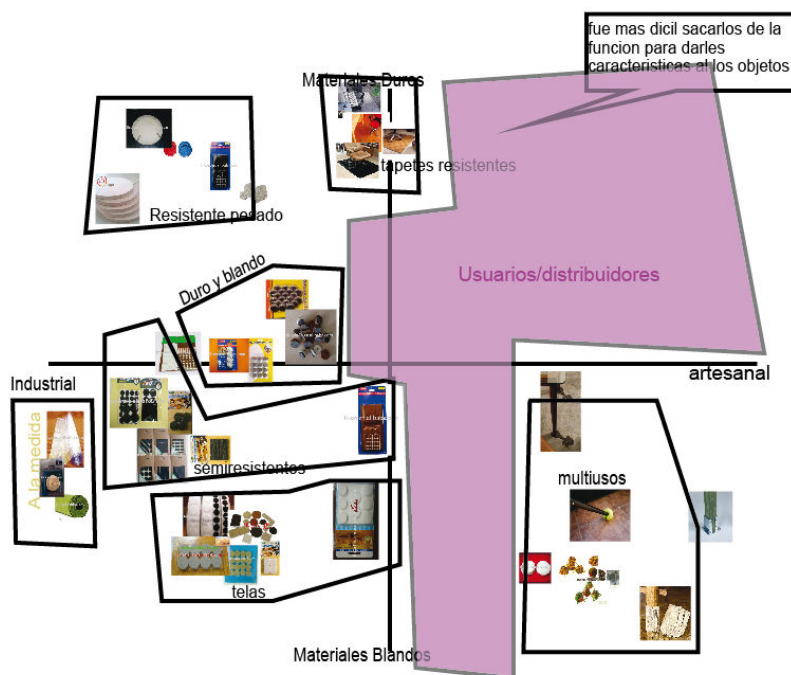 fue mas dicil sacarlos de la
funcion para darles
caracteristicas al los objetos
Materiales Duros
tapetes resistentes
Resistente pesado
Usuarios/distribuidores
Duro y blando
Industrial
artesanal
A la medida
semiresistentes
multiusos
telas
Materiales Blandos